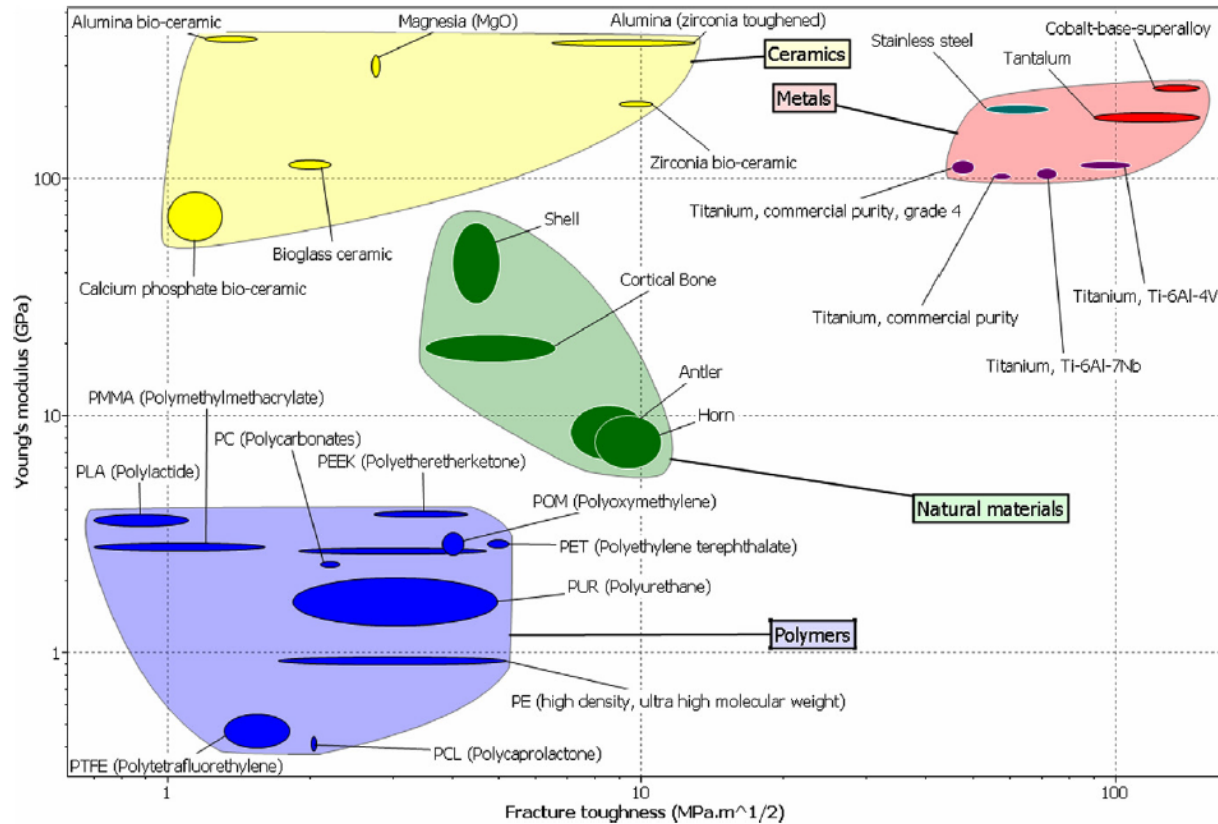 Alumina bio-ceramic
Magnesia (MgO)
Alumina (zirconia toughened)
Cobalt-base-superalloy
Stainless steel
Tantalum
Ceramics
Metals
Zirconia bio-ceramic
100
Titanium, commercial purity, grade 4
Shell
Bioglass ceramic
Cortical Bone
Calcium phosphate bio-ceramic
Titanium, Ti-6Al-4V
Titanium, commercial purity
Titanium, Ti-6Al-7Nb
Young's modulus (GPa)
Antler
PMMA (Polymethylmethacrylate)
10
Horn
PC (Polycarbonates)
PLA (Polylactide)
PEEK (Polyetheretherketone)
POM (Polyoxymethylene)
Natural materials
PET (Polyethylene terephthalate)
PUR (Polyurethane)
Polymers
1
PE (high density, ultra high molecular weight)
PCL (Polycaprolactone)
PTFE (Polytetrafluorethylene)
1
10
100
Fracture toughness (MPa.m^1/2)